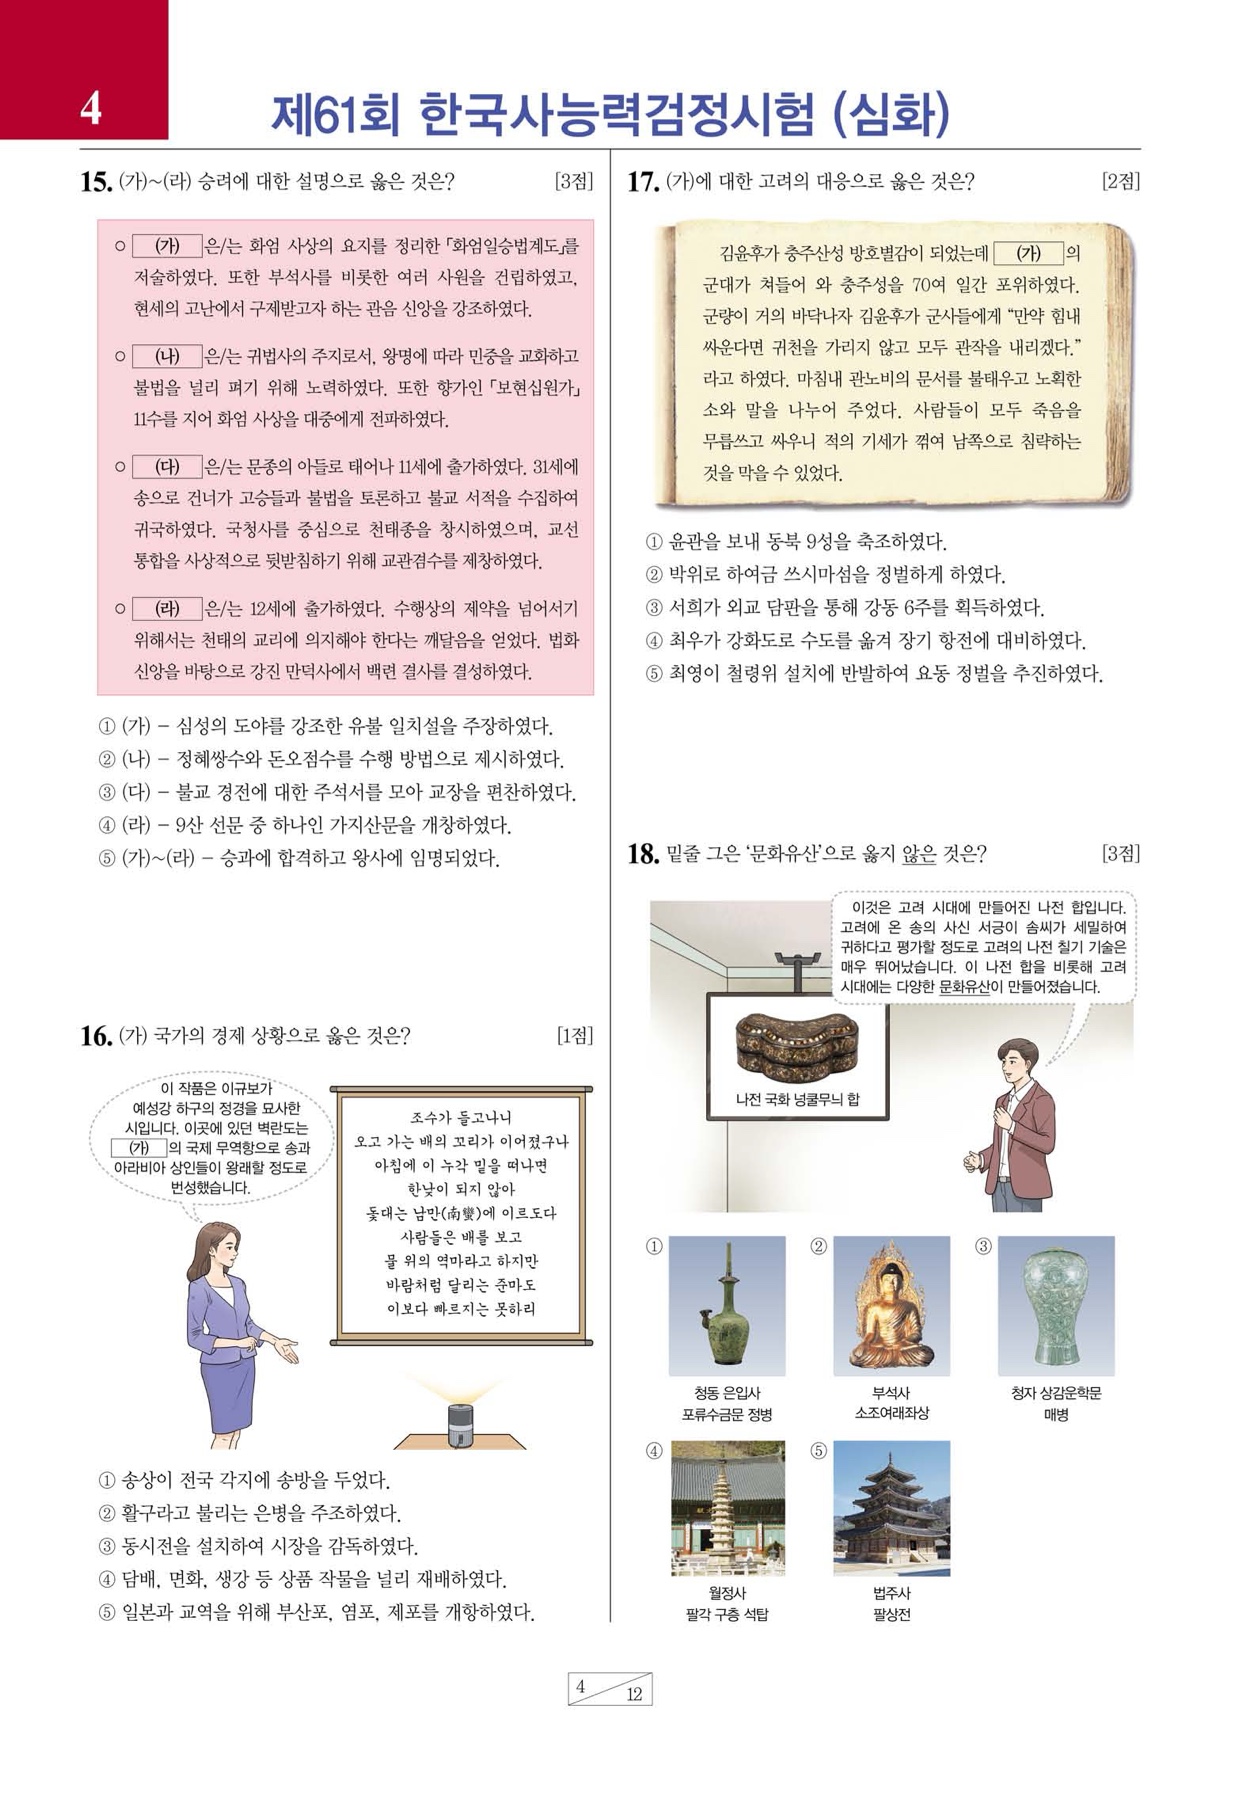 4
제61회 한국사능력검정시험 (심화)
15. (가)~(라) 승려에 대한 설명으로 옳은 것은? [3점]
○ (가) 은/는 화엄 사상의 요지를 정리한 「화엄일승법계도」를
저술하였다. 또한 부석사를 비롯한 여러 사원을 건립하였고,
현세의 고난에서 구제받고자 하는 관음 신앙을 강조하였다.
○ (나) 은/는 귀법사의 주지로서, 왕명에 따라 민중을 교화하고
불법을 널리 펴기 위해 노력하였다. 또한 향가인 「보현십원가」
11수를 지어 화엄 사상을 대중에게 전파하였다.
○ (다) 은/는 문종의 아들로 태어나 11세에 출가하였다. 31세에
송으로 건너가 고승들과 불법을 토론하고 불교 서적을 수집하여
귀국하였다. 국청사를 중심으로 천태종을 창시하였으며, 교선
통합을 사상적으로 뒷받침하기 위해 교관겸수를 제창하였다.
○ (라) 은/는 12세에 출가하였다. 수행상의 제약을 넘어서기
위해서는 천태의 교리에 의지해야 한다는 깨달음을 얻었다. 법화
신앙을 바탕으로 강진 만덕사에서 백련 결사를 결성하였다.
① (가) - 심성의 도야를 강조한 유불 일치설을 주장하였다.
② (나) - 정혜쌍수와 돈오점수를 수행 방법으로 제시하였다.
③ (다) - 불교 경전에 대한 주석서를 모아 교장을 편찬하였다.
④ (라) - 9산 선문 중 하나인 가지산문을 개창하였다.
⑤ (가)~(라) - 승과에 합격하고 왕사에 임명되었다.
16. (가) 국가의 경제 상황으로 옳은 것은? [1점]
이 작품은 이규보가
예성강 하구의 정경을 묘사한
시입니다. 이곳에 있던 벽란도는
(가) 의 국제 무역항으로 송과
아라비아 상인들이 왕래할 정도로
번성했습니다.
조수가 들고나니
오고 가는 배의 꼬리가 이어졌구나
아침에 이 누각 밑을 떠나면
한낮이 되지 않아
돛대는 남만(南蠻)에 이르도다
사람들은 배를 보고
물 위의 역마라고 하지만
바람처럼 달리는 준마도
이보다 빠르지는 못하리
① 송상이 전국 각지에 송방을 두었다.
② 활구라고 불리는 은병을 주조하였다.
③ 동시전을 설치하여 시장을 감독하였다.
④ 담배, 면화, 생강 등 상품 작물을 널리 재배하였다.
⑤ 일본과 교역을 위해 부산포, 염포, 제포를 개항하였다.
17. (가)에 대한 고려의 대응으로 옳은 것은? [2점]
김윤후가 충주산성 방호별감이 되었는데 (가) 의
군대가 쳐들어 와 충주성을 70여 일간 포위하였다.
군량이 거의 바닥나자 김윤후가 군사들에게 “만약 힘내
싸운다면 귀천을 가리지 않고 모두 관작을 내리겠다.”
라고 하였다. 마침내 관노비의 문서를 불태우고 노획한
소와 말을 나누어 주었다. 사람들이 모두 죽음을
무릅쓰고 싸우니 적의 기세가 꺾여 남쪽으로 침략하는
것을 막을 수 있었다.
① 윤관을 보내 동북 9성을 축조하였다.
② 박위로 하여금 쓰시마섬을 정벌하게 하였다.
③ 서희가 외교 담판을 통해 강동 6주를 획득하였다.
④ 최우가 강화도로 수도를 옮겨 장기 항전에 대비하였다.
⑤ 최영이 철령위 설치에 반발하여 요동 정벌을 추진하였다.
18. 밑줄 그은 ‘문화유산’으로 옳지 않은 것은? [3점]
이것은 고려 시대에 만들어진 나전 합입니다.
고려에 온 송의 사신 서긍이 솜씨가 세밀하여
귀하다고 평가할 정도로 고려의 나전 칠기 기술은
매우 뛰어났습니다. 이 나전 합을 비롯해 고려
시대에는 다양한 문화유산이 만들어졌습니다.
나전 국화 넝쿨무늬 합
① ② ③
청동 은입사 부석사 청자 상감운학문
포류수금문 정병 소조여래좌상 매병
④ ⑤
월정사 법주사
팔각 구층 석탑 팔상전
4 12